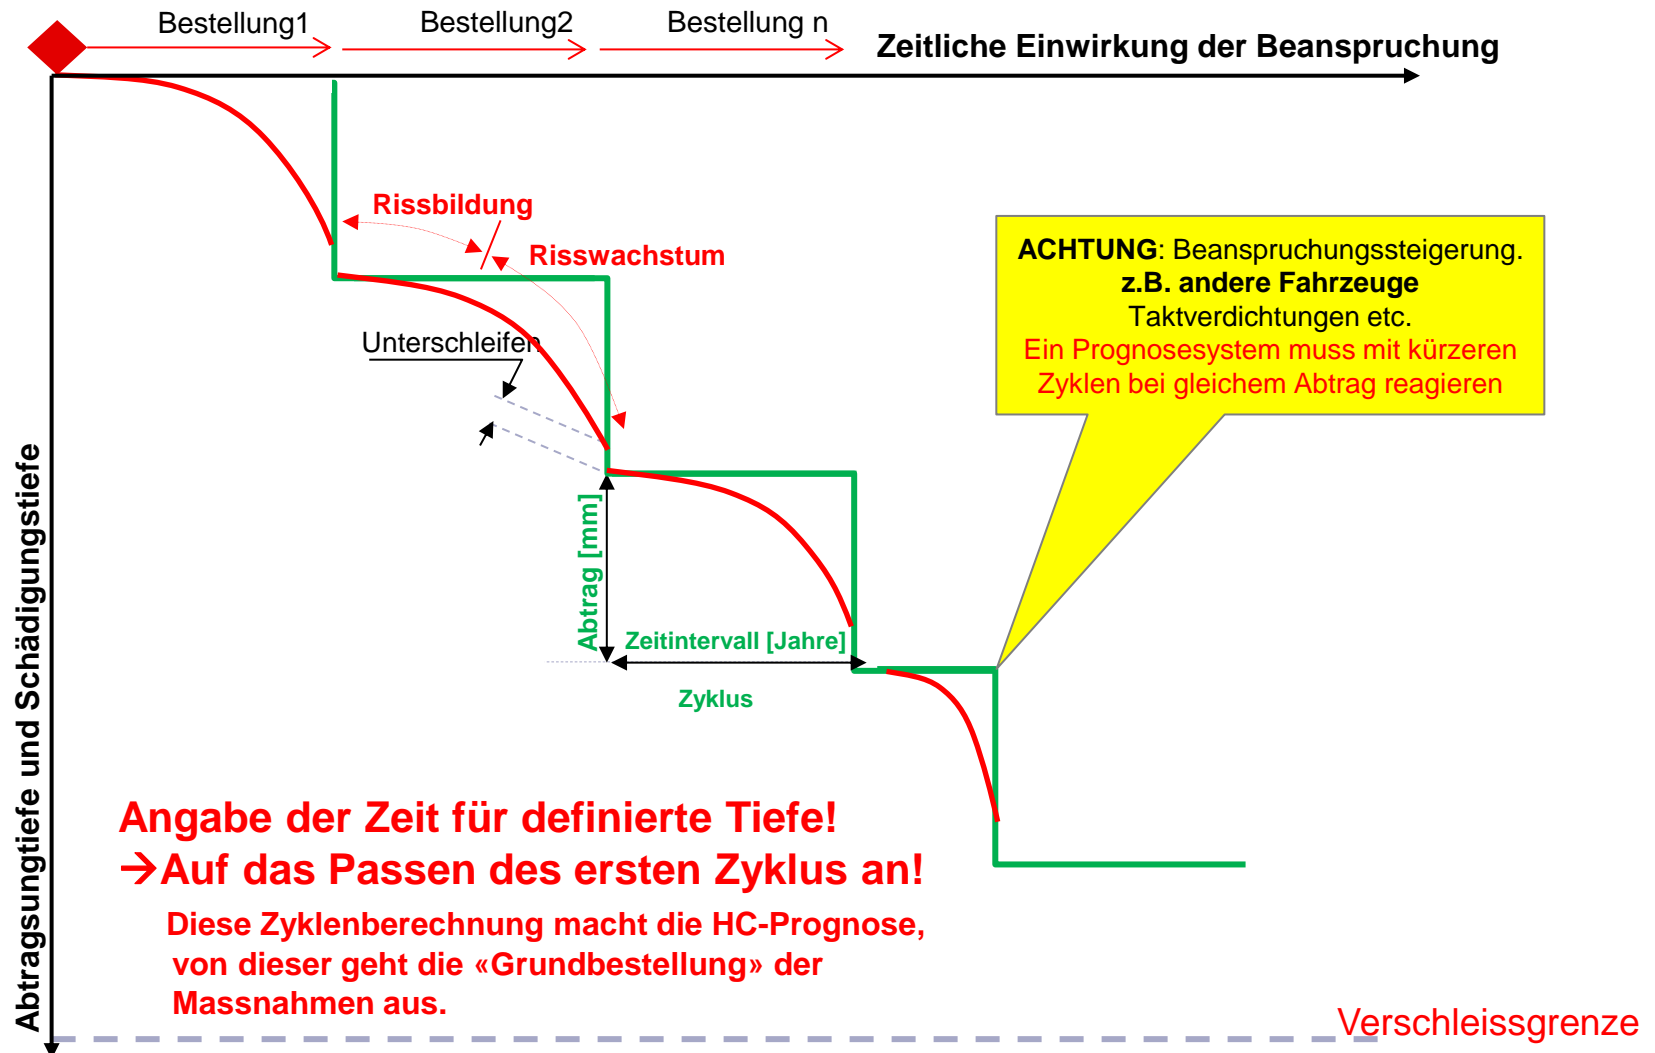 Bestellung1
Bestellung2
Bestellung n
Zeitliche Einwirkung der Beanspruchung
Rissbildung
Risswachstum
Unterschleifen
ACHTUNG: Beanspruchungssteigerung.
z.B. andere Fahrzeuge
Taktverdichtungen etc.
Ein Prognosesystem muss mit kürzeren
Zyklen bei gleichem Abtrag reagieren
Abtragsungtiefe und Schädigungstiefe
Abtrag [mm]
Zeitintervall [Jahre]
Zyklus
Angabe der Zeit für definierte Tiefe!
→Auf das Passen des ersten Zyklus an!
Diese Zyklenberechnung macht die HC-Prognose,
von dieser geht die «Grundbestellung» der
Massnahmen aus.
Verschleissgrenze